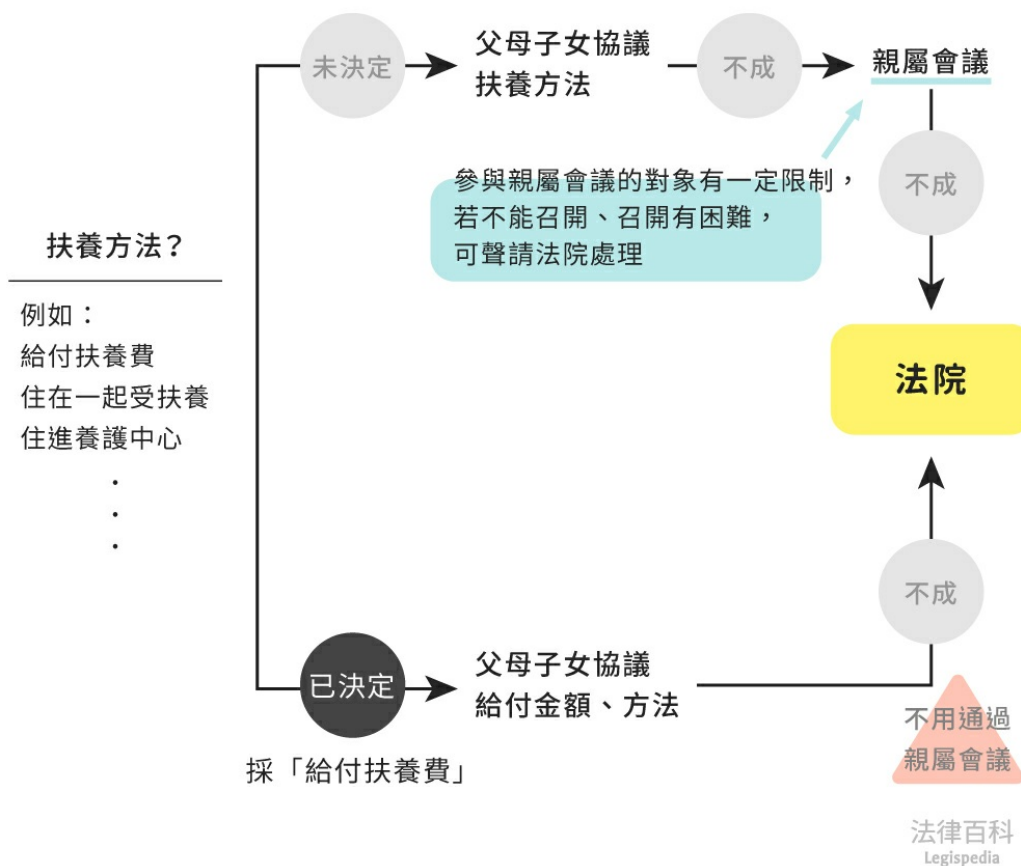 扶養方法？
例如：
給付扶養費
住在一起受扶養
住進養護中心
．
．
．
未決定
父母子女協議
扶養方法
不成
親屬會議
參與親屬會議的對象有一定限制，
若不能召開、召開有困難，
可聲請法院處理
不成
法院
已決定
採「給付扶養費」
父母子女協議
給付金額、方法
不成
不用通過
親屬會議
法律百科
Legispedia